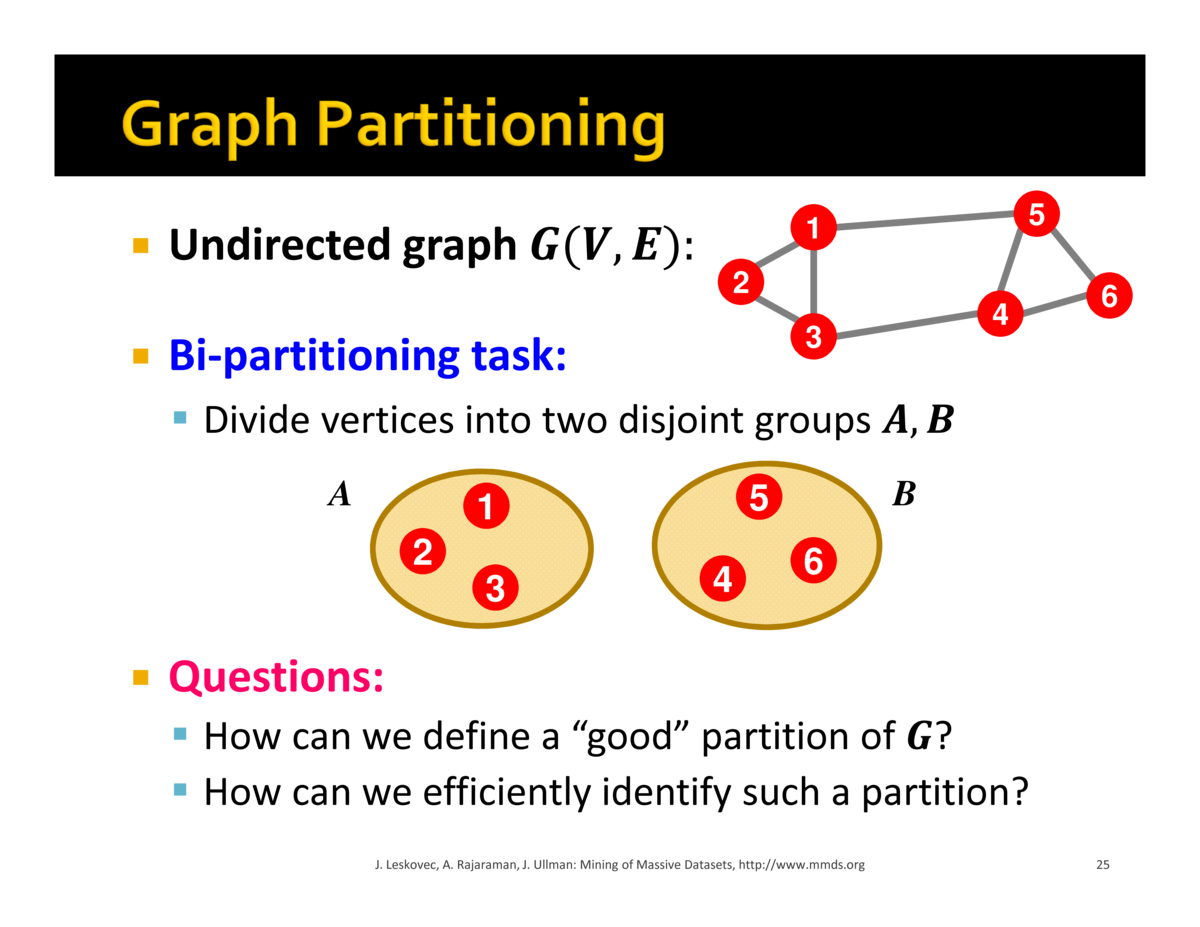 Graph Partitioning
Undirected graph G(V, E):
1
5
2
6
4
3
Bi-partitioning task:
Divide vertices into two disjoint groups A, B
A
1
2
3
5
B
6
4
Questions:
How can we define a “good” partition of G?
How can we efficiently identify such a partition?
J. Leskovec, A. Rajaraman, J. Ullman: Mining of Massive Datasets, http://www.mmds.org
25